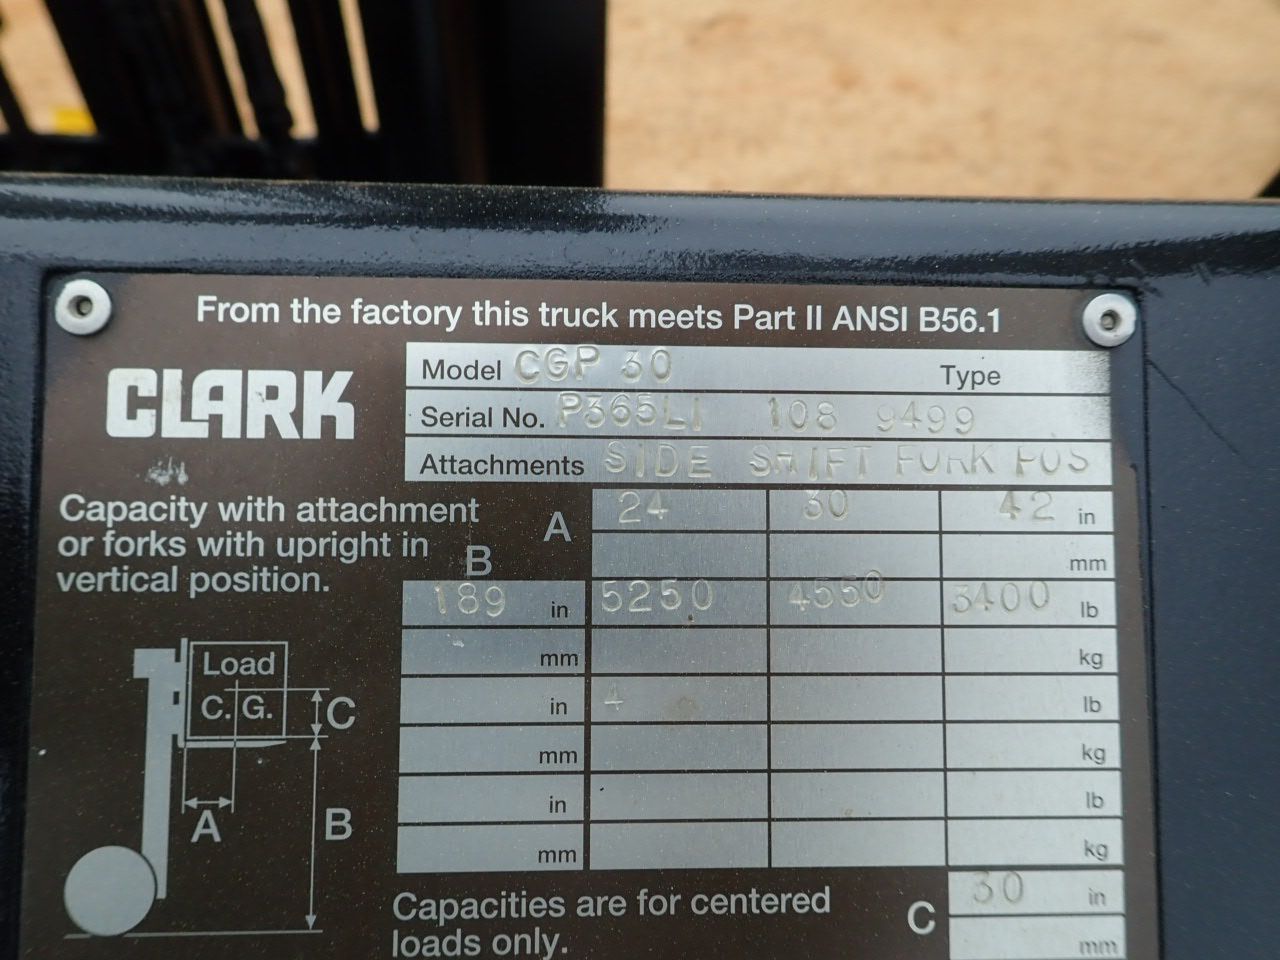 From the factory this truck meets Part II ANSI B56.1
CLARK
Model CGP 30 Type
Serial No. P365LI 108 9499
Attachments SIDE SHIFT FORK POS
Capacity with attachment
or forks with upright in
vertical position.
A 24 30 42 in
mm
B
189 in 5250 4550 3400 lb
mm kg
in 4 lb
mm kg
in lb
mm kg
Load
C. G.
C
A
B
Capacities are for centered
loads only.
C 30 in
mm